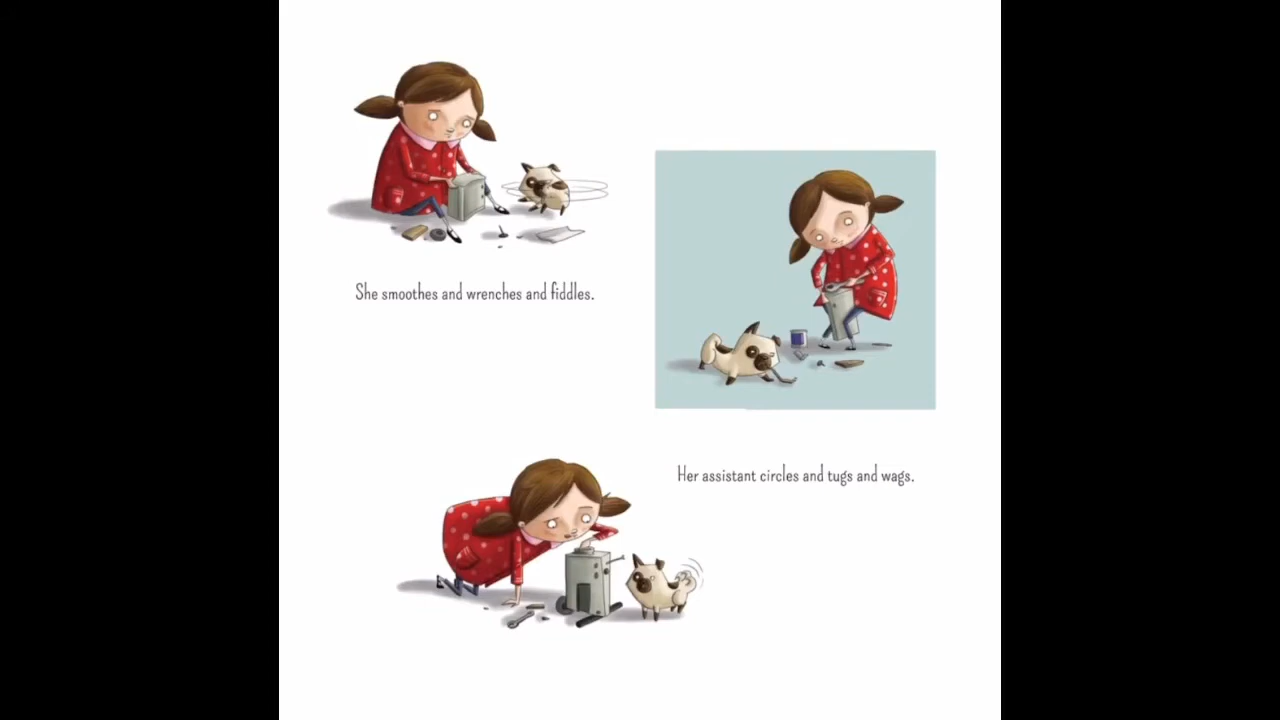 She smoothes and wrenches and fiddles.
Her assistant circles and tugs and wags.